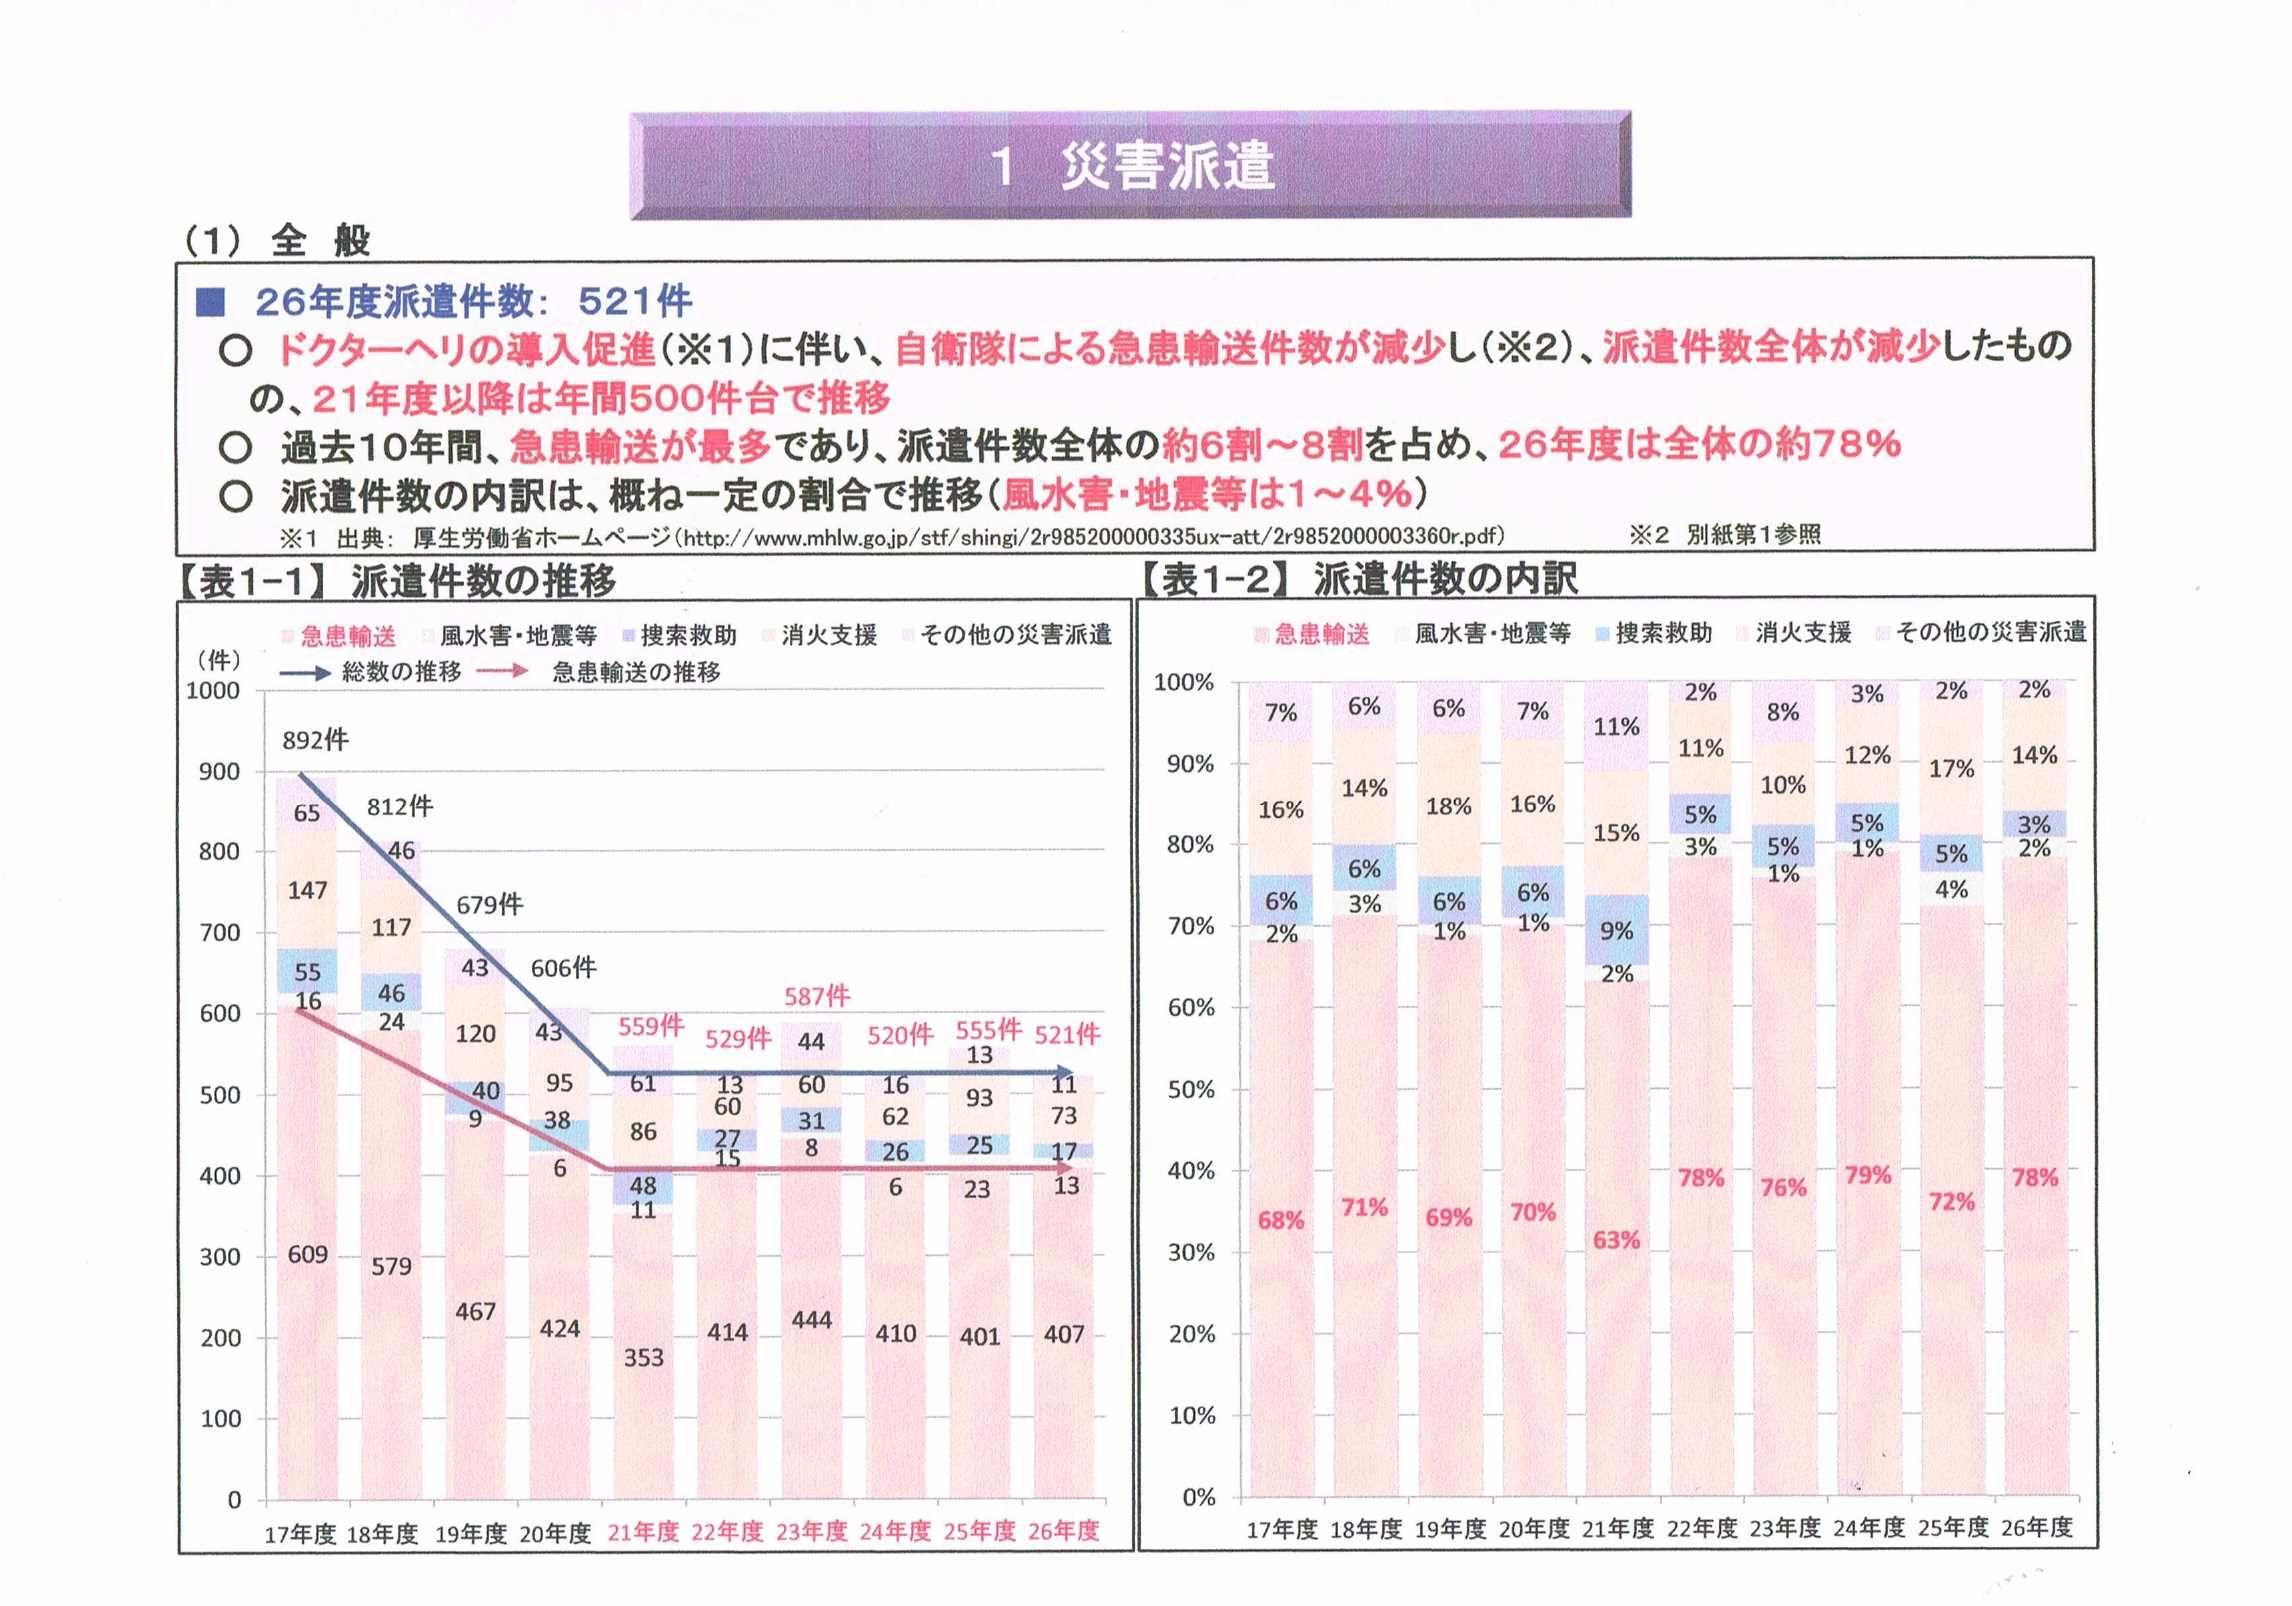 1 災害派遣
(1) 全 般
■ 26年度派遣件数: 521件
○ ドクターヘリの導入促進(※1)に伴い、自衛隊による急患輸送件数が減少し(※2)、派遣件数全体が減少したもの
の、21年度以降は年間500件台で推移
○ 過去10年間、急患輸送が最多であり、派遣件数全体の約6割~8割を占め、26年度は全体の約78%
○ 派遣件数の内訳は、概ね一定の割合で推移(風水害・地震等は1~4%)
※1 出典: 厚生労働省ホームページ(http://www.mhlw.go.jp/stf/shingi/2r985200000335ux-att/2r9852000003360r.pdf) ※2 別紙第1参照
【表1-1】 派遣件数の推移
急患輸送 風水害・地震等 捜索救助 消火支援 その他の災害派遣
(件) 総数の推移 急患輸送の推移
1000
900
800
700
600
500
400
300
200
100
0
892件 812件 679件 606件 559件 529件 587件 520件 555件 521件
65 46 43 43 61 13 44 16 13 11
147 117 120 95 86 60 60 62 93 73
55 46 40 38 48 27 31 26 25 17
16 24 9 6 11 15 8 6 23 13
609 579 467 424 353 414 444 410 401 407
17年度 18年度 19年度 20年度 21年度 22年度 23年度 24年度 25年度 26年度
【表1-2】 派遣件数の内訳
急患輸送 風水害・地震等 捜索救助 消火支援 その他の災害派遣
100%
90%
80%
70%
60%
50%
40%
30%
20%
10%
0%
7% 6% 6% 7% 11% 2% 8% 3% 2% 2%
16% 14% 18% 16% 15% 11% 10% 12% 17% 14%
6% 6% 6% 6% 9% 5% 5% 5% 5% 3%
2% 3% 1% 1% 2% 3% 1% 1% 4% 2%
68% 71% 69% 70% 63% 78% 76% 79% 72% 78%
17年度 18年度 19年度 20年度 21年度 22年度 23年度 24年度 25年度 26年度